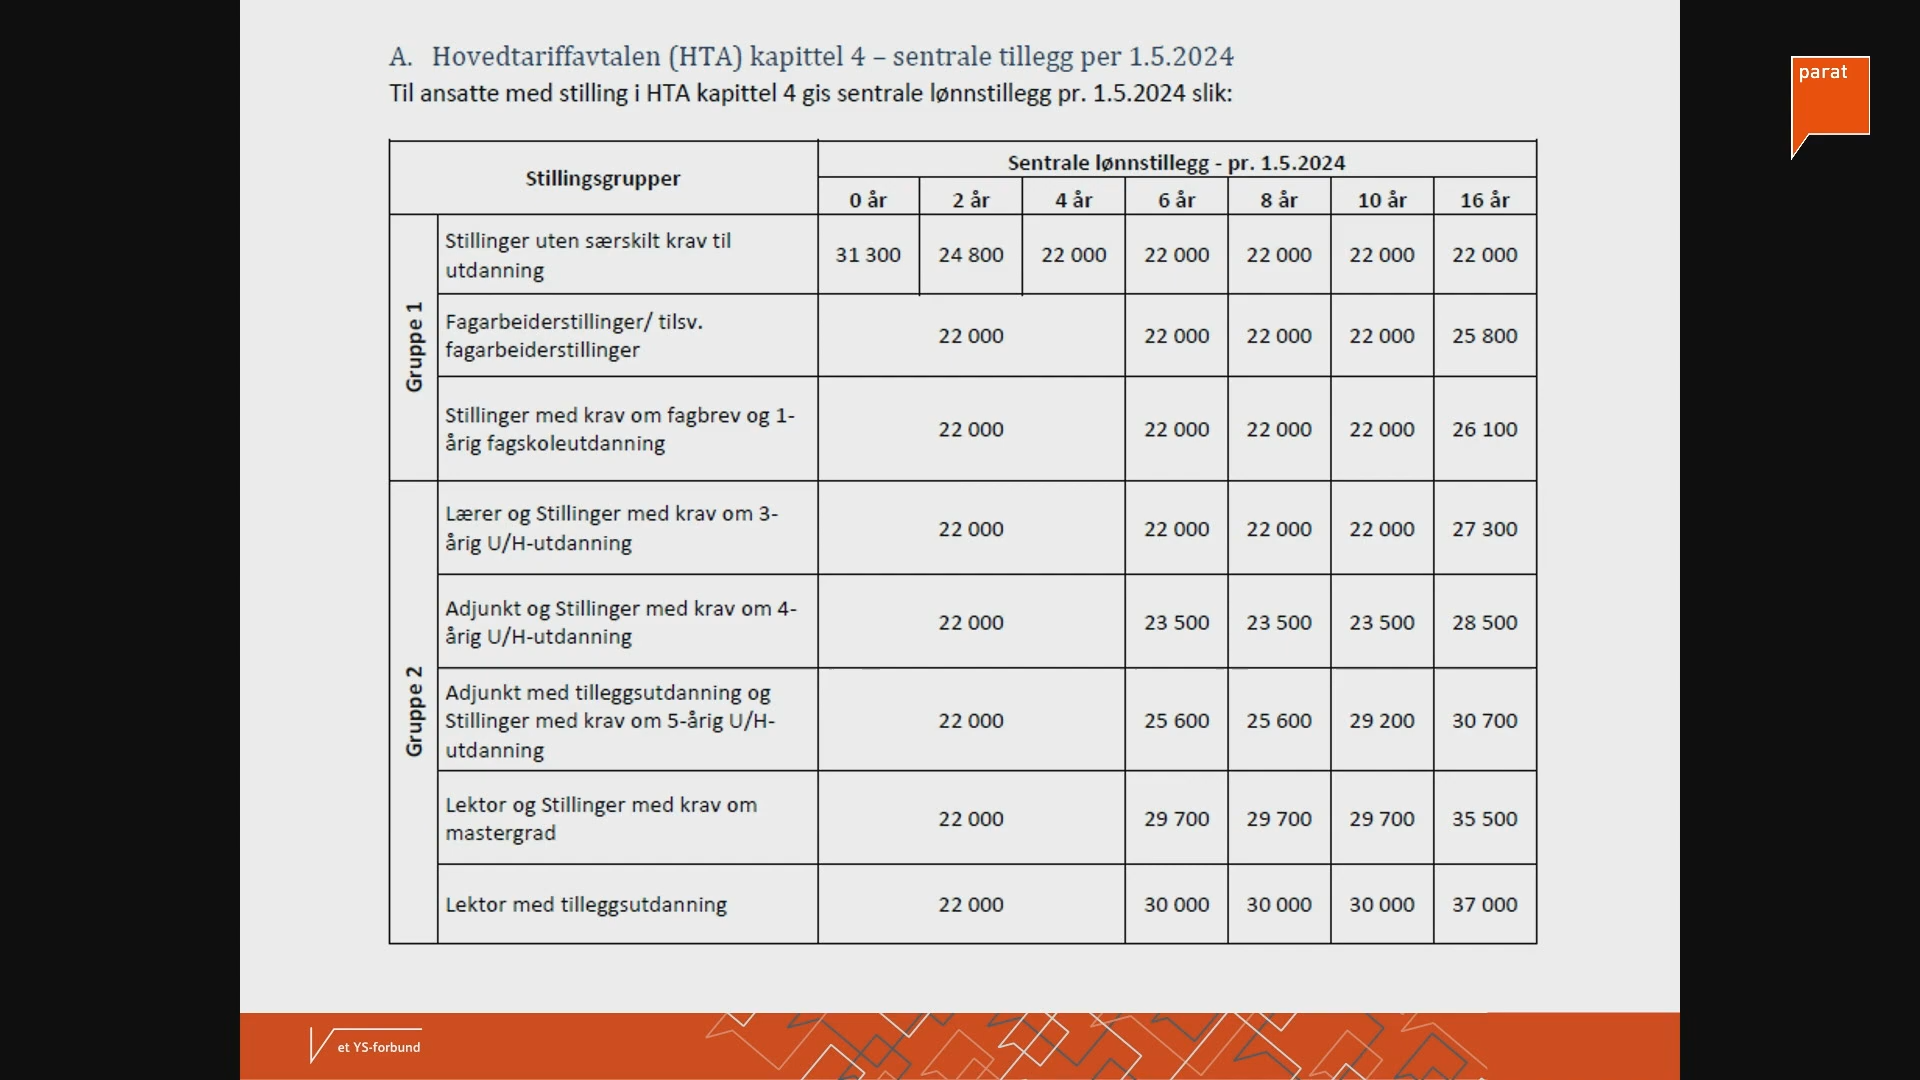 A. Hovedtariffavtalen (HTA) kapittel 4 – sentrale tillegg per 1.5.2024
Til ansatte med stilling i HTA kapittel 4 gis sentrale lønnstillegg pr. 1.5.2024 slik:
parat
Stillingsgrupper
Sentrale lønnstillegg - pr. 1.5.2024
0 år 2 år 4 år 6 år 8 år 10 år 16 år
Gruppe 1
Stillinger uten særskilt krav til
utdanning
31 300 24 800 22 000 22 000 22 000 22 000 22 000
Fagarbeiderstillinger/ tilsv.
fagarbeiderstillinger
22 000 22 000 22 000 22 000 25 800
Stillinger med krav om fagbrev og 1-
årig fagskoleutdanning
22 000 22 000 22 000 22 000 26 100
Gruppe 2
Lærer og Stillinger med krav om 3-
årig U/H-utdanning
22 000 22 000 22 000 22 000 27 300
Adjunkt og Stillinger med krav om 4-
årig U/H-utdanning
22 000 23 500 23 500 23 500 28 500
Adjunkt med tilleggsutdanning og
Stillinger med krav om 5-årig U/H-
utdanning
22 000 25 600 25 600 29 200 30 700
Lektor og Stillinger med krav om
mastergrad
22 000 29 700 29 700 29 700 35 500
Lektor med tilleggsutdanning
22 000 30 000 30 000 30 000 37 000
et YS-forbund